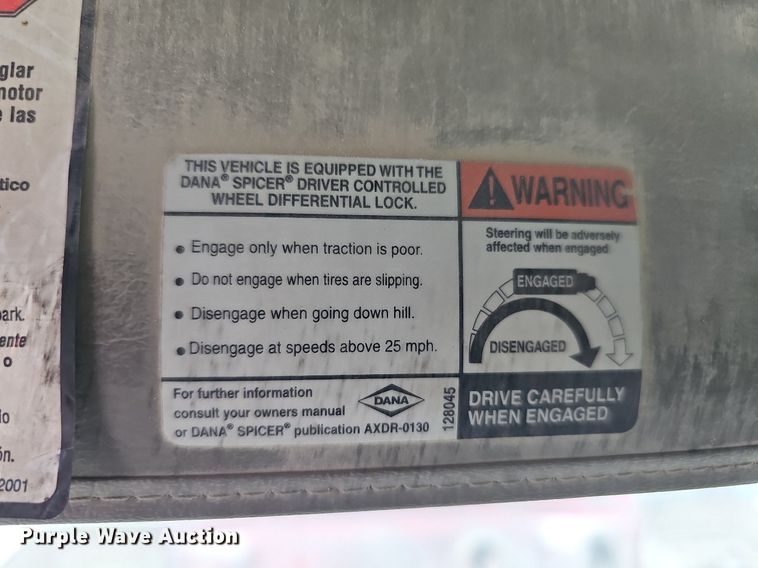 glar
motor
las
tico
park.
ente
o
lo
ón.
2001
THIS VEHICLE IS EQUIPPED WITH THE
DANA® SPICER® DRIVER CONTROLLED
WHEEL DIFFERENTIAL LOCK.
• Engage only when traction is poor.
• Do not engage when tires are slipping.
• Disengage when going down hill.
• Disengage at speeds above 25 mph.
For further information
consult your owners manual
or DANA® SPICER® publication AXDR-0130
DANA
128045
WARNING
Steering will be adversely
affected when engaged
ENGAGED
DISENGAGED
DRIVE CAREFULLY
WHEN ENGAGED
Purple Wave Auction